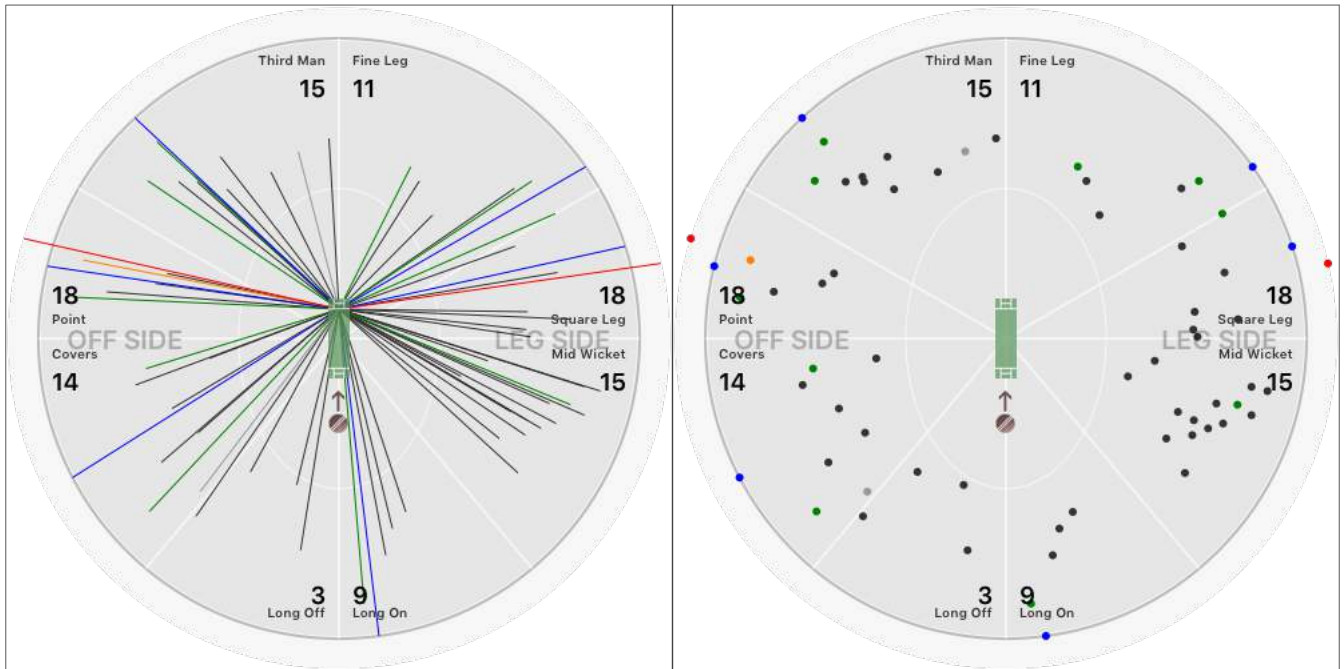 Third Man
15
Fine Leg
11
18
Point
OFF SIDE
Covers
14
18
Square Leg
LEG SIDE
Mid Wicket
15
3
Long Off
9
Long On
Third Man
15
Fine Leg
11
18
Point
OFF SIDE
Covers
14
18
Square Leg
LEG SIDE
Mid Wicket
15
3
Long Off
9
Long On